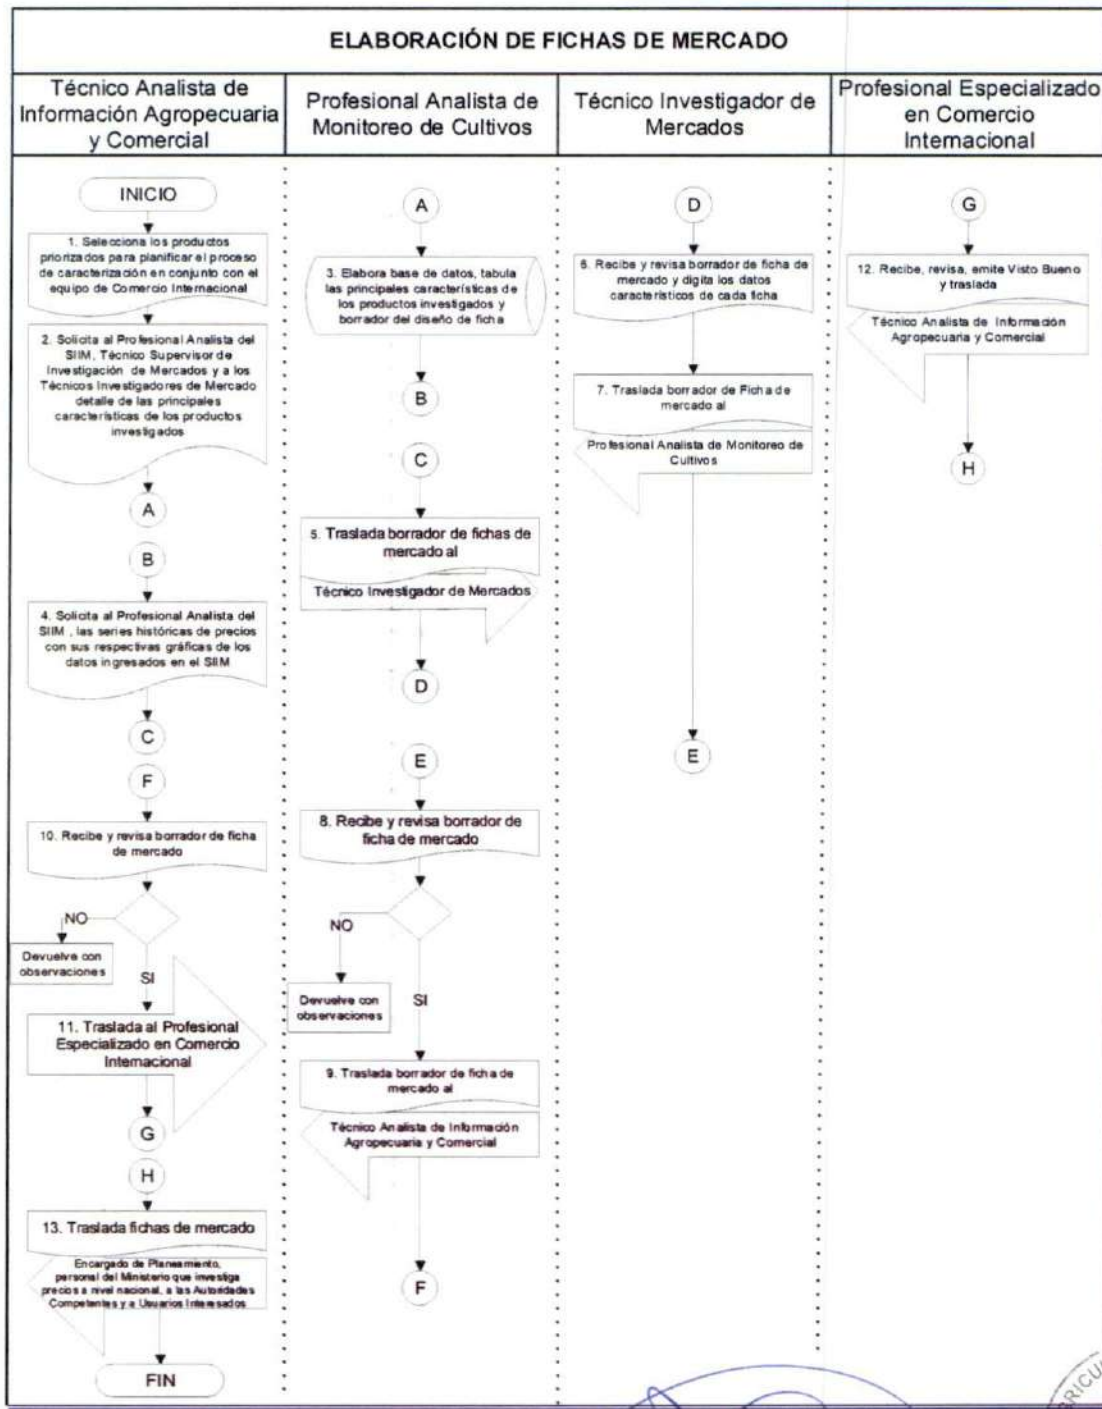 ELABORACIÓN DE FICHAS DE MERCADO
Técnico Analista de
Información Agropecuaria
y Comercial
Profesional Analista de
Monitoreo de Cultivos
Técnico Investigador de
Mercados
Profesional Especializado
en Comercio
Internacional
INICIO
1. Selecciona los productos
priorizados para planificar el proceso
de caracterización en conjunto con el
equipo de Comercio Internacional
2. Solicita al Profesional Analista del
SIIM, Técnico Supervisor de
Investigación de Mercados y a los
Técnicos Investigadores de Mercado
detalle de las principales
características de los productos
investigados
A
B
4. Solicita al Profesional Analista del
SIIM , las series históricas de precios
con sus respectivas gráficas de los
datos ingresados en el SIIM
C
F
10. Recibe y revisa borrador de ficha
de mercado
NO
Devuelve con
observaciones
SI
11. Traslada al Profesional
Especializado en Comercio
Internacional
G
H
13. Traslada fichas de mercado
Encargado de Planeamiento,
personal del Ministerio que investiga
precios a nivel nacional, a las Autoridades
Competentes y a Usuarios Interesados
FIN
A
3. Elabora base de datos, tabula
las principales características de
los productos investigados y
borrador del diseño de ficha
B
C
5. Traslada borrador de fichas de
mercado al
Técnico Investigador de Mercados
D
E
8. Recibe y revisa borrador de
ficha de mercado
NO
Devuelve con
observaciones
SI
9. Traslada borrador de ficha de
mercado al
Técnico Analista de Información
Agropecuaria y Comercial
F
D
6. Recibe y revisa borrador de ficha de
mercado y digita los datos
característicos de cada ficha
7. Traslada borrador de Ficha de
mercado al
Profesional Analista de Monitoreo de
Cultivos
E
G
12. Recibe, revisa, emite Visto Bueno
y traslada
Técnico Analista de Información
Agropecuaria y Comercial
H